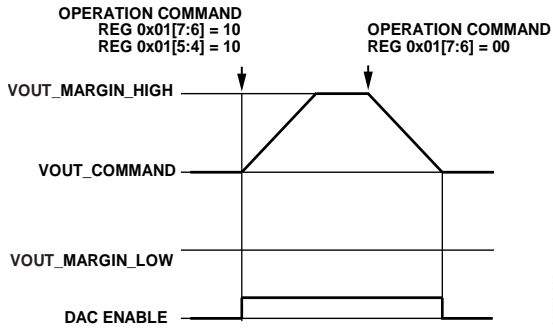 OPERATION COMMAND
REG 0x01[7:6] = 10
REG 0x01[5:4] = 10
OPERATION COMMAND
REG 0x01[7:6] = 00
VOUT_MARGIN_HIGH
VOUT_COMMAND
VOUT_MARGIN_LOW
DAC ENABLE